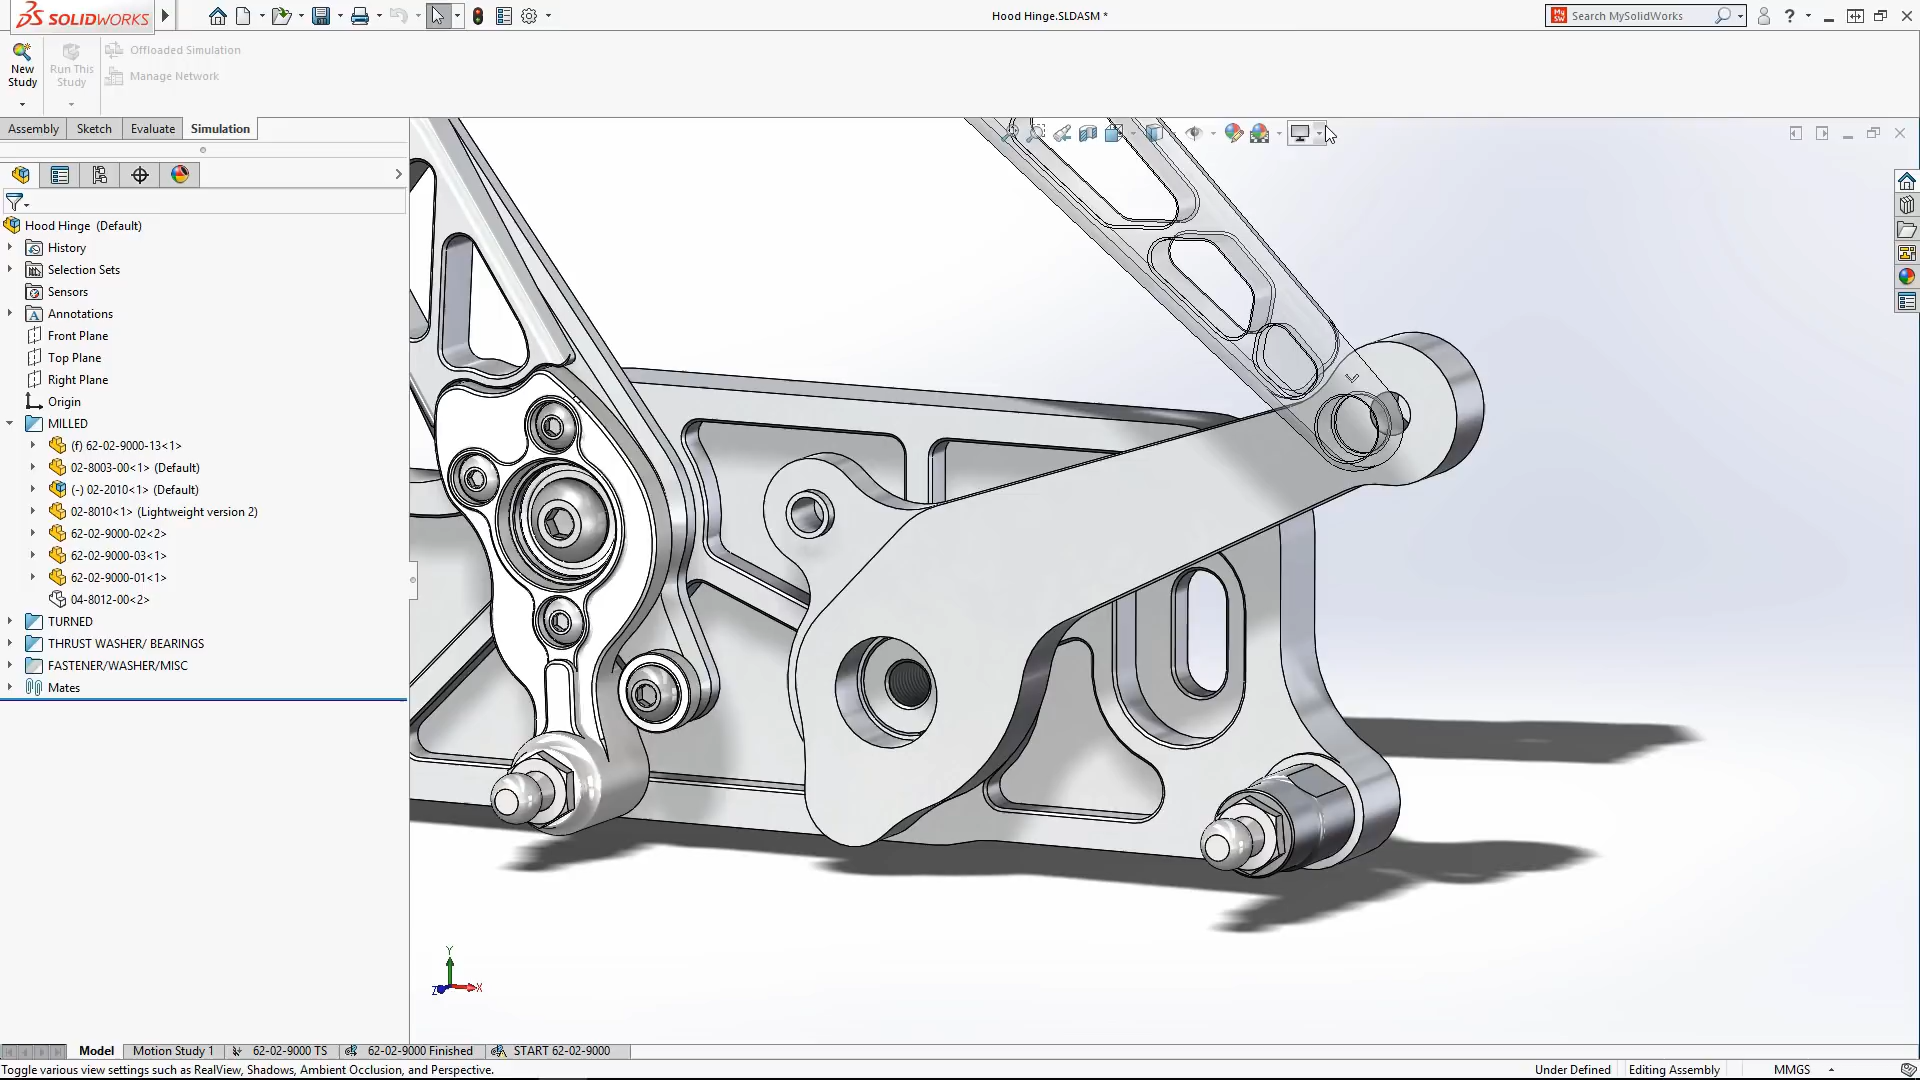 SOLIDWORKS
Hood Hinge.SLDASM *
Search MySolidWorks
New Study
Run This Study
Offloaded Simulation
Manage Network
Assembly
Sketch
Evaluate
Simulation
Hood Hinge (Default)
History
Selection Sets
Sensors
Annotations
Front Plane
Top Plane
Right Plane
Origin
MILLED
(f) 62-02-9000-13<1>
02-8003-00<1> (Default)
(-) 02-2010<1> (Default)
02-8010<1> (Lightweight version 2)
62-02-9000-02<2>
62-02-9000-03<1>
62-02-9000-01<1>
04-8012-00<2>
TURNED
THRUST WASHER/ BEARINGS
FASTENER/WASHER/MISC
Mates
Y
Z
X
Model
Motion Study 1
62-02-9000 TS
62-02-9000 Finished
START 62-02-9000
Toggle various view settings such as RealView, Shadows, Ambient Occlusion, and Perspective.
Under Defined
Editing Assembly
MMGS